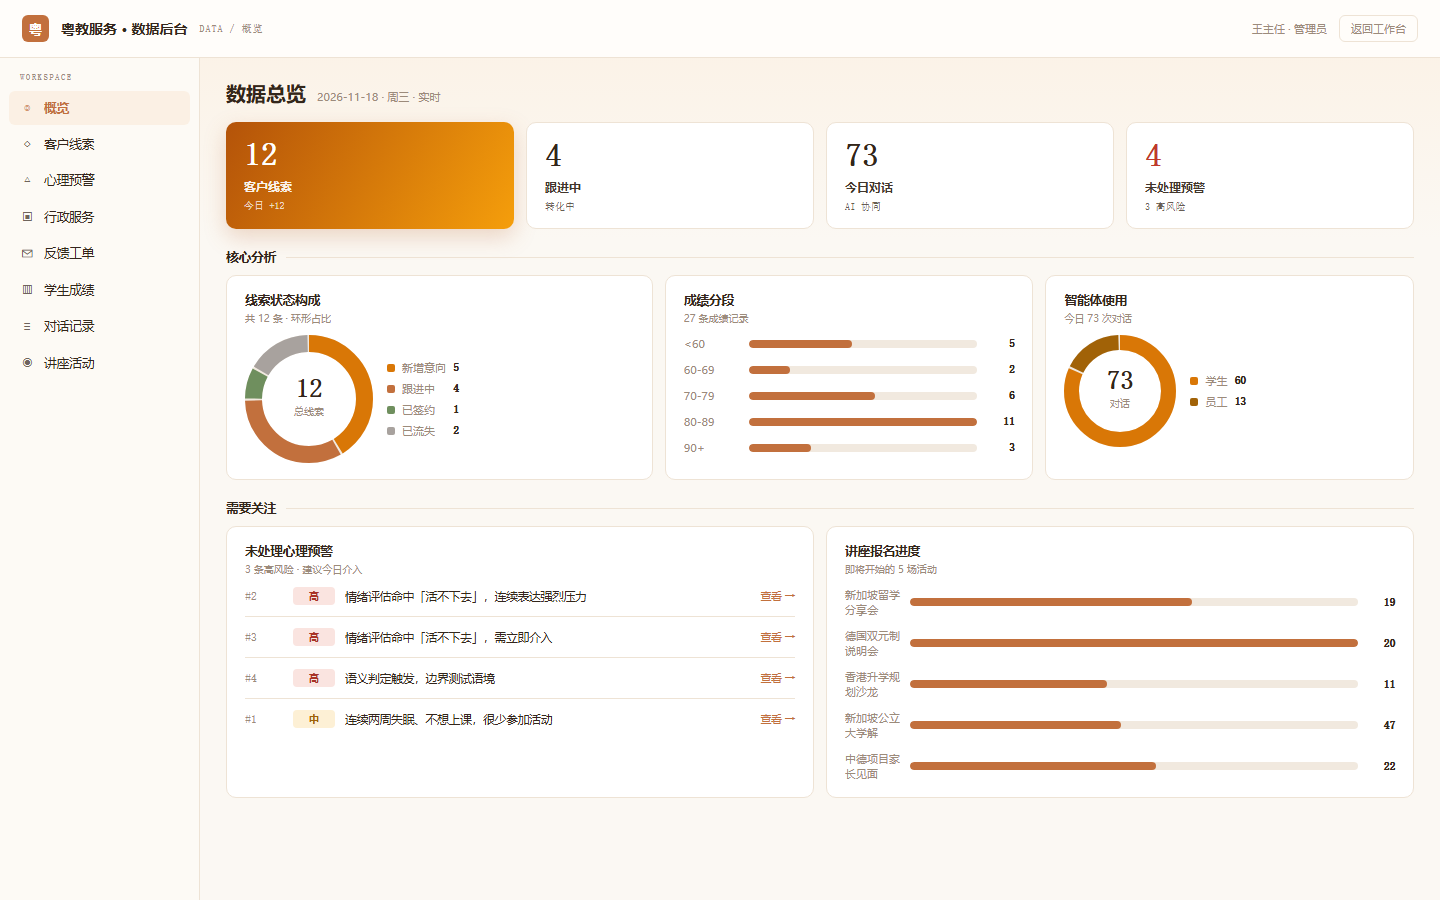 粤
粤教服务 • 数据后台
DATA / 概览
王主任 · 管理员
返回工作台
WORKSPACE
概览
客户线索
心理预警
行政服务
反馈工单
学生成绩
对话记录
讲座活动
数据总览
2026-11-18 · 周三 · 实时
12
客户线索
今日 +12
4
跟进中
转化中
73
今日对话
AI 协同
4
未处理预警
3 高风险
核心分析
线索状态构成
共 12 条 · 环形占比
12
总线索
新增意向 5
跟进中 4
已签约 1
已流失 2
成绩分段
27 条成绩记录
<60 5
60-69 2
70-79 6
80-89 11
90+ 3
智能体使用
今日 73 次对话
73
对话
学生 60
员工 13
需要关注
未处理心理预警
3 条高风险 · 建议今日介入
#2 高 情绪评估命中「活不下去」，连续表达强烈压力 查看 →
#3 高 情绪评估命中「活不下去」，需立即介入 查看 →
#4 高 语义判定触发，边界测试语境 查看 →
#1 中 连续两周失眠、不想上课，很少参加活动 查看 →
讲座报名进度
即将开始的 5 场活动
新加坡留学
分享会
19
德国双元制
说明会
20
香港升学规
划沙龙
11
新加坡公立
大学解
47
中德项目家
长见面
22